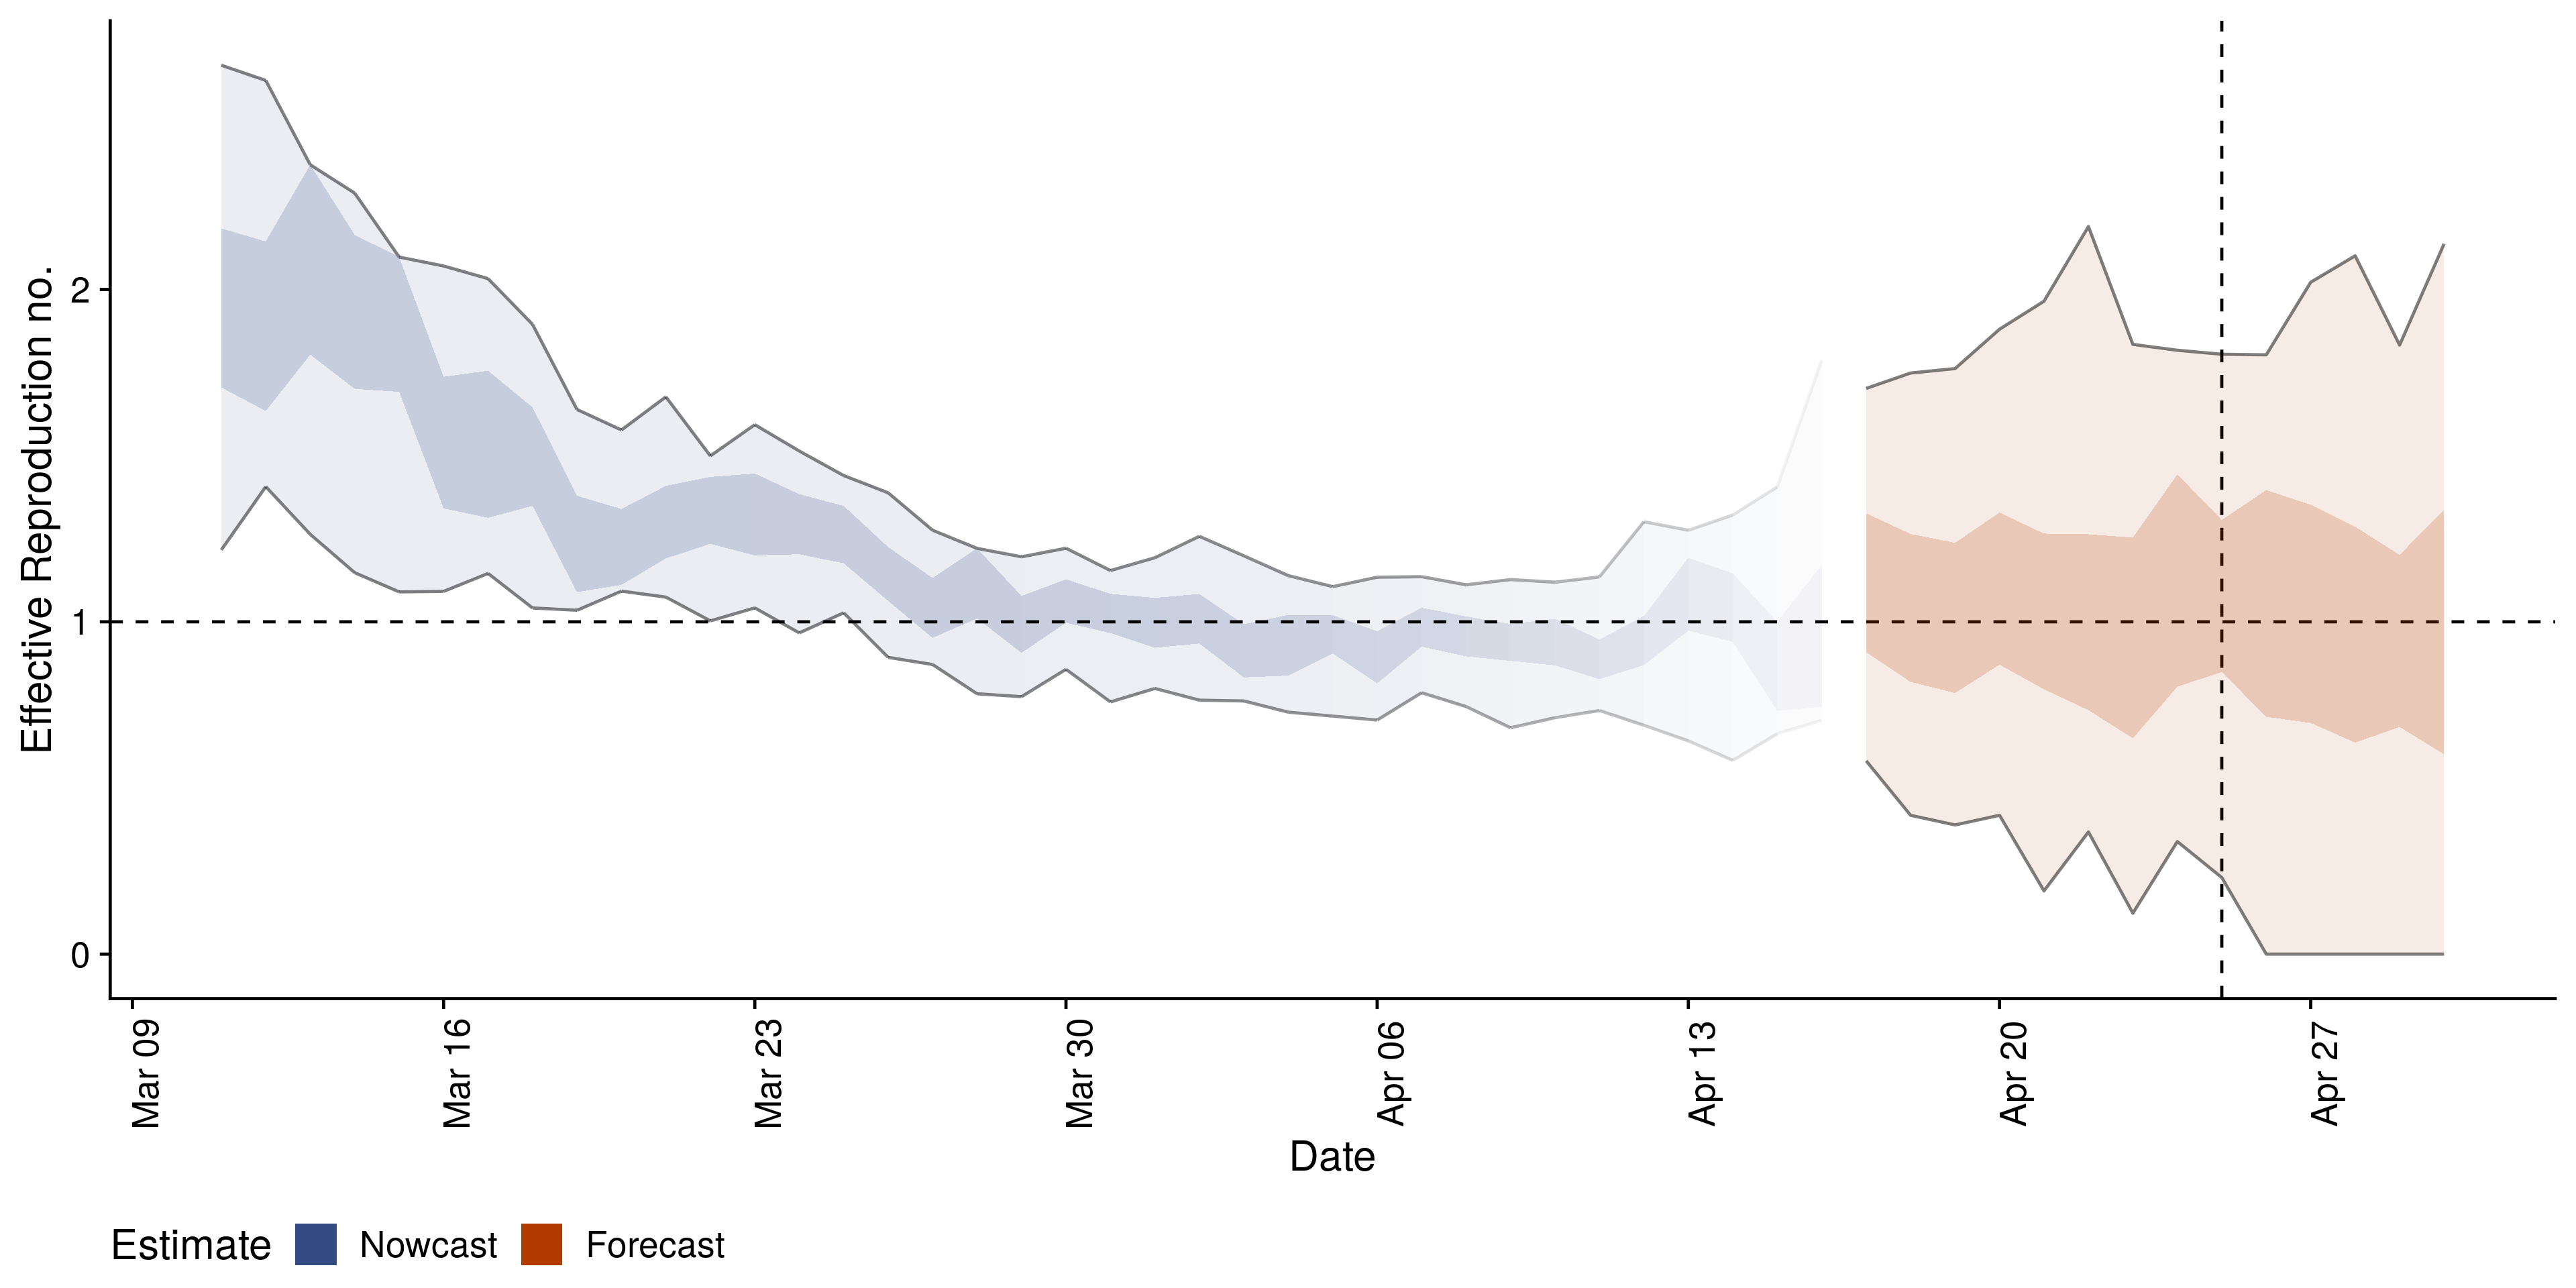 Effective Reproduction no.
2
1
0
Mar 09
Mar 16
Mar 23
Mar 30
Apr 06
Apr 13
Apr 20
Apr 27
Date
Estimate Nowcast Forecast